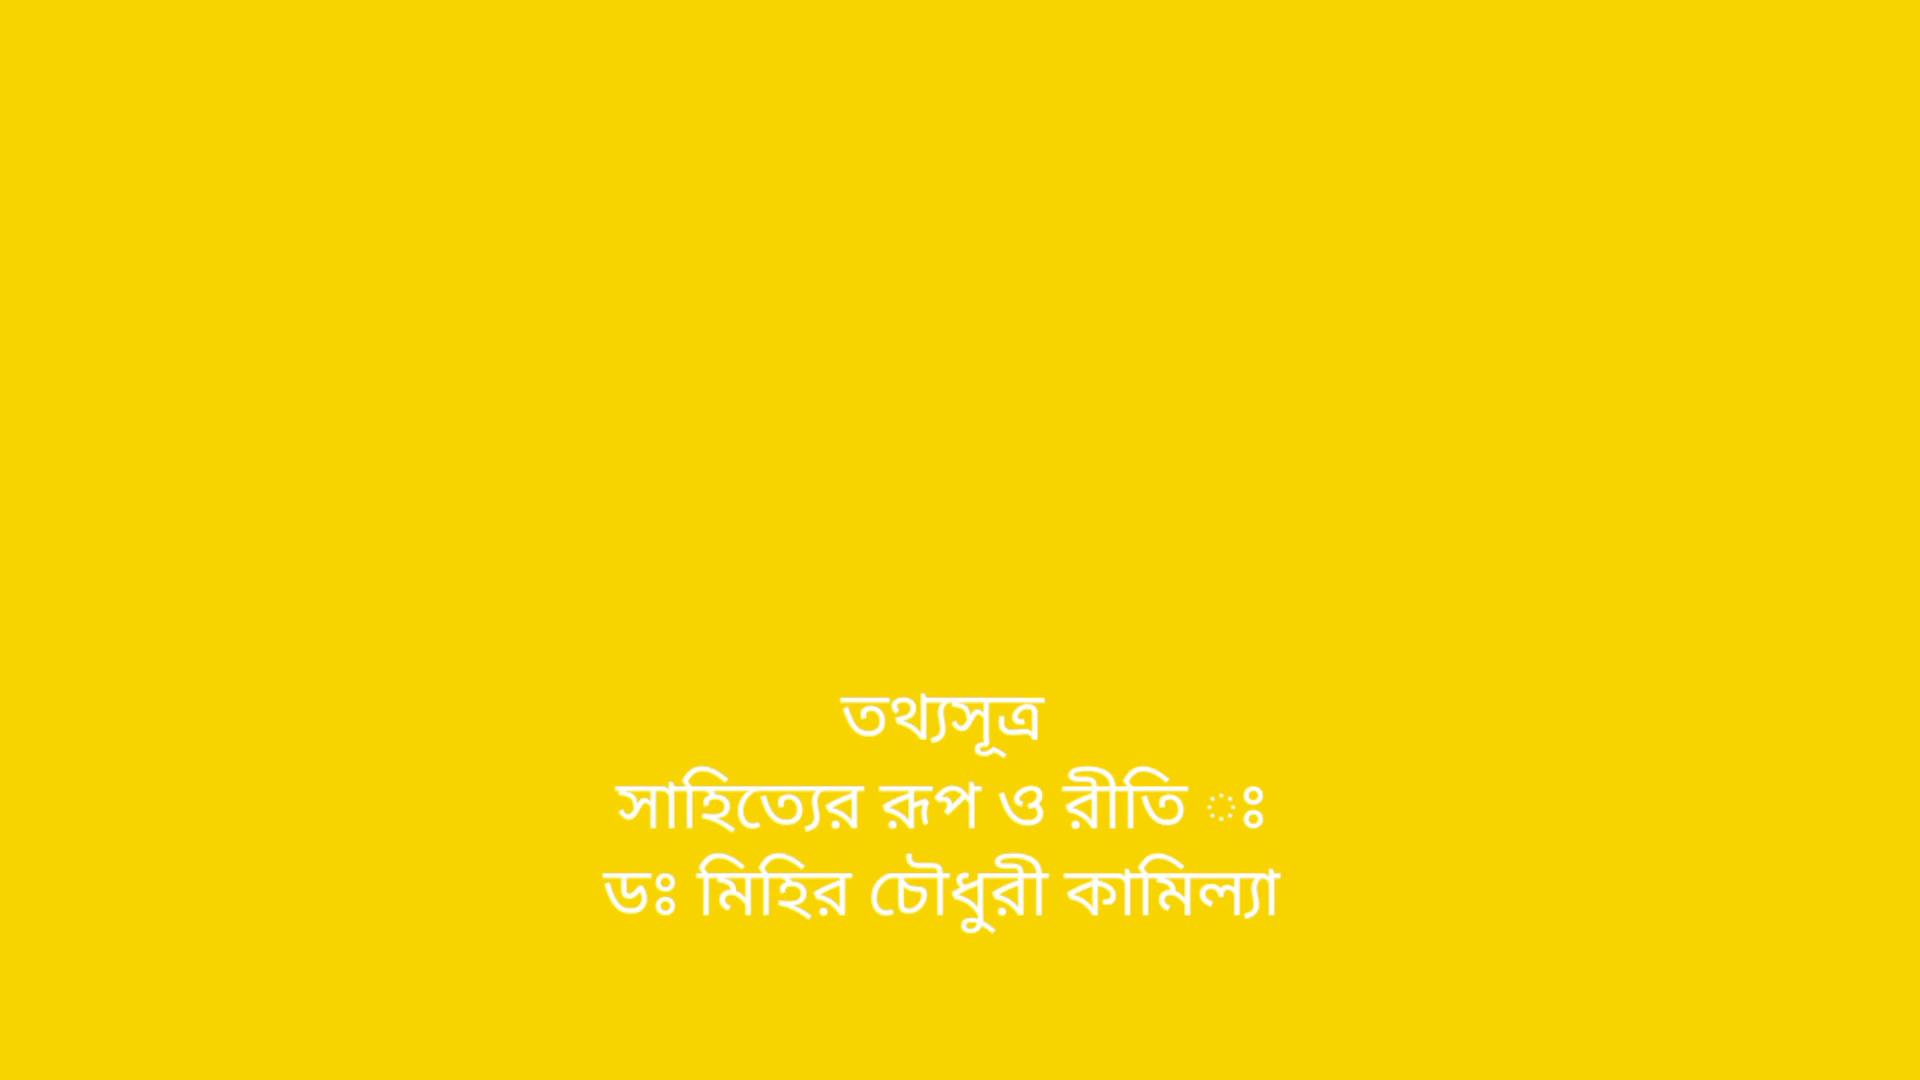 তথ্যসূত্র
সাহিত্যের রূপ ও রীতি ঃ
ডঃ মিহির চৌধুরী কামিল্যা